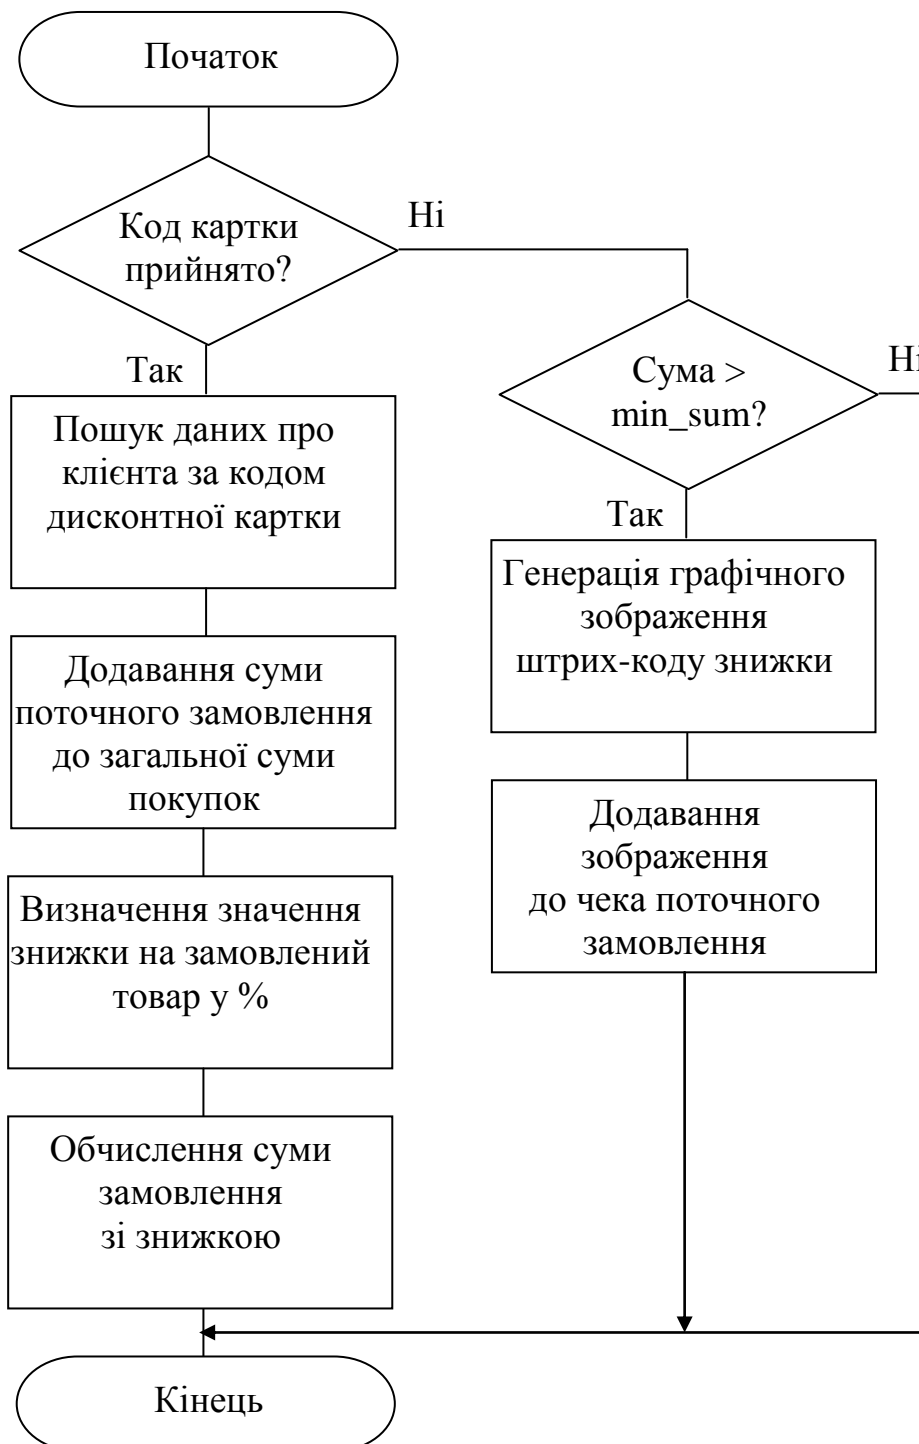 Початок
Код картки
прийнято?
Ні
Так
Сума >
min_sum?
Ні
Так
Пошук даних про
клієнта за кодом
дисконтної картки
Додавання суми
поточного замовлення
до загальної суми
покупок
Визначення значення
знижки на замовлений
товар у %
Обчислення суми
замовлення
зі знижкою
Генерація графічного
зображення
штрих-коду знижки
Додавання
зображення
до чека поточного
замовлення
Кінець